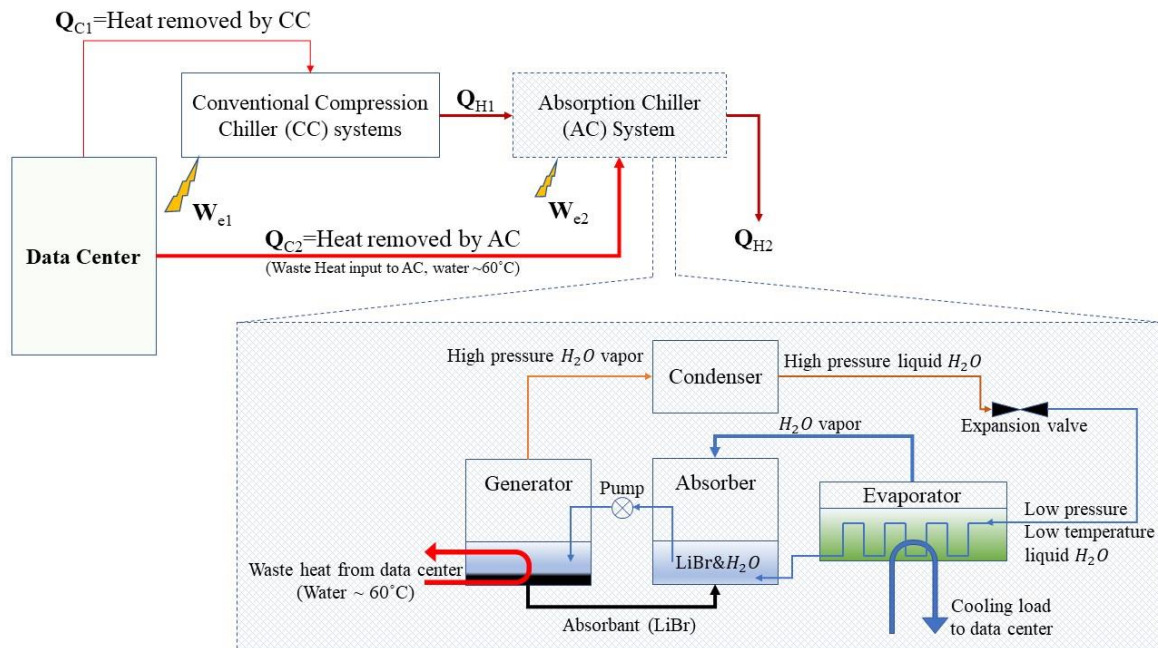 Q_C1=Heat removed by CC
Conventional Compression
Chiller (CC) systems
Q_H1
Absorption Chiller
(AC) System
W_e1
W_e2
Data Center
Q_C2=Heat removed by AC
(Waste Heat input to AC, water ~60˚C)
Q_H2
High pressure H₂O vapor
Condenser
High pressure liquid H₂O
Expansion valve
H₂O vapor
Generator
Pump
Absorber
Evaporator
Low pressure
Low temperature
liquid H₂O
LiBr&H₂O
Waste heat from data center
(Water ~ 60˚C)
Absorbant (LiBr)
Cooling load
to data center